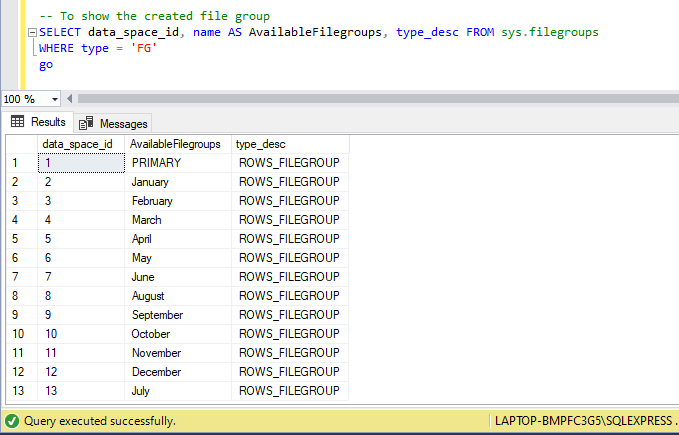 -- To show the created file group
SELECT data_space_id, name AS AvailableFilegroups, type_desc FROM sys.filegroups
WHERE type = 'FG'
go
100 %
Results Messages
data_space_id AvailableFilegroups type_desc
1 1 PRIMARY ROWS_FILEGROUP
2 2 January ROWS_FILEGROUP
3 3 February ROWS_FILEGROUP
4 4 March ROWS_FILEGROUP
5 5 April ROWS_FILEGROUP
6 6 May ROWS_FILEGROUP
7 7 June ROWS_FILEGROUP
8 8 August ROWS_FILEGROUP
9 9 September ROWS_FILEGROUP
10 10 October ROWS_FILEGROUP
11 11 November ROWS_FILEGROUP
12 12 December ROWS_FILEGROUP
13 13 July ROWS_FILEGROUP
Query executed successfully. LAPTOP-BMPFC3G5\SQLEXPRESS .